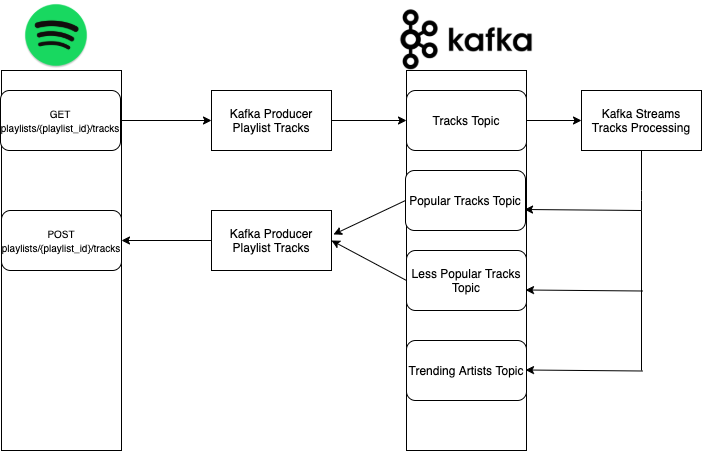 kafka
GET
playlists/{playlist_id}/tracks
Kafka Producer
Playlist Tracks
Tracks Topic
Kafka Streams
Tracks Processing
Popular Tracks Topic
POST
playlists/{playlist_id}/tracks
Kafka Producer
Playlist Tracks
Less Popular Tracks
Topic
Trending Artists Topic